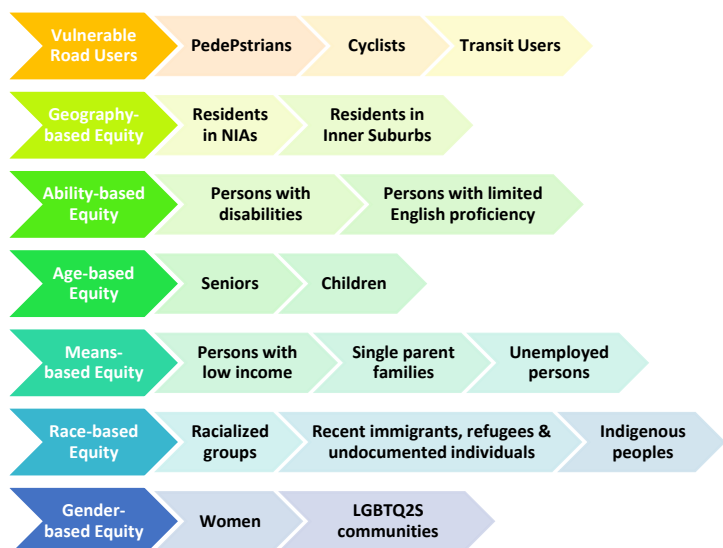 Vulnerable
Road Users
PedePstrians
Cyclists
Transit Users
Geography-
based Equity
Residents
in NIAs
Residents in
Inner Suburbs
Ability-based
Equity
Persons with
disabilities
Persons with limited
English proficiency
Age-based
Equity
Seniors
Children
Means-
based Equity
Persons with
low income
Single parent
families
Unemployed
persons
Race-based
Equity
Racialized
groups
Recent immigrants, refugees &
undocumented individuals
Indigenous
peoples
Gender-
based Equity
Women
LGBTQ2S
communities